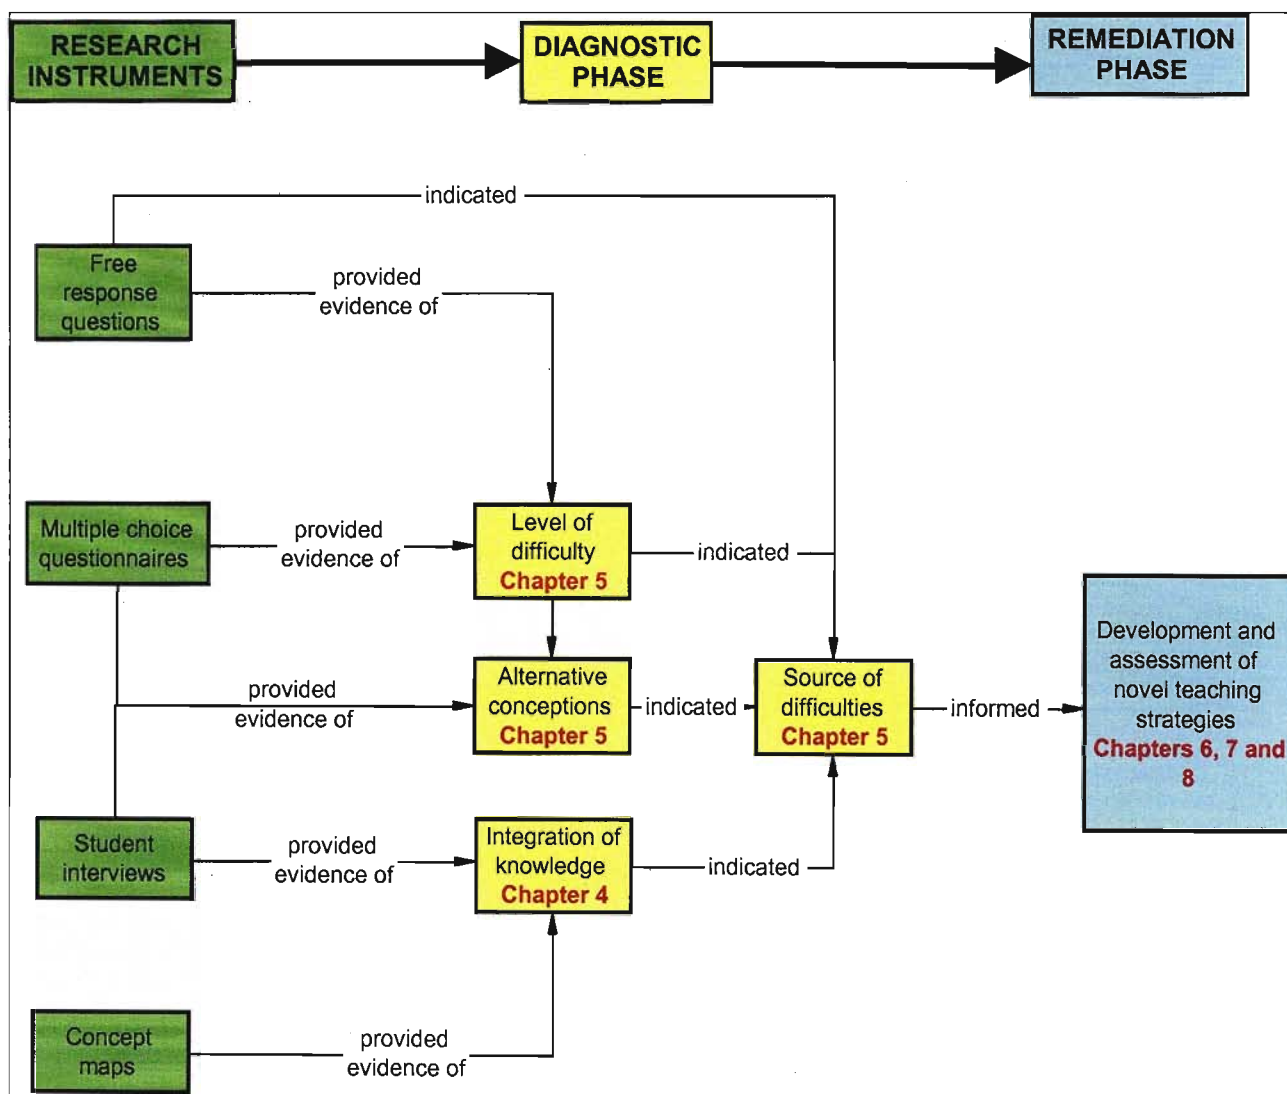 RESEARCH
INSTRUMENTS
DIAGNOSTIC
PHASE
REMEDIATION
PHASE
indicated
Free
response
questions
provided
evidence of
Multiple choice
questionnaires
provided
evidence of
Level of
difficulty
Chapter 5
indicated
provided
evidence of
Alternative
conceptions
Chapter 5
indicated
Source of
difficulties
Chapter 5
informed
Development and
assessment of
novel teaching
strategies
Chapters 6, 7 and
8
Student
interviews
provided
evidence of
Integration of
knowledge
Chapter 4
indicated
Concept
maps
provided
evidence of